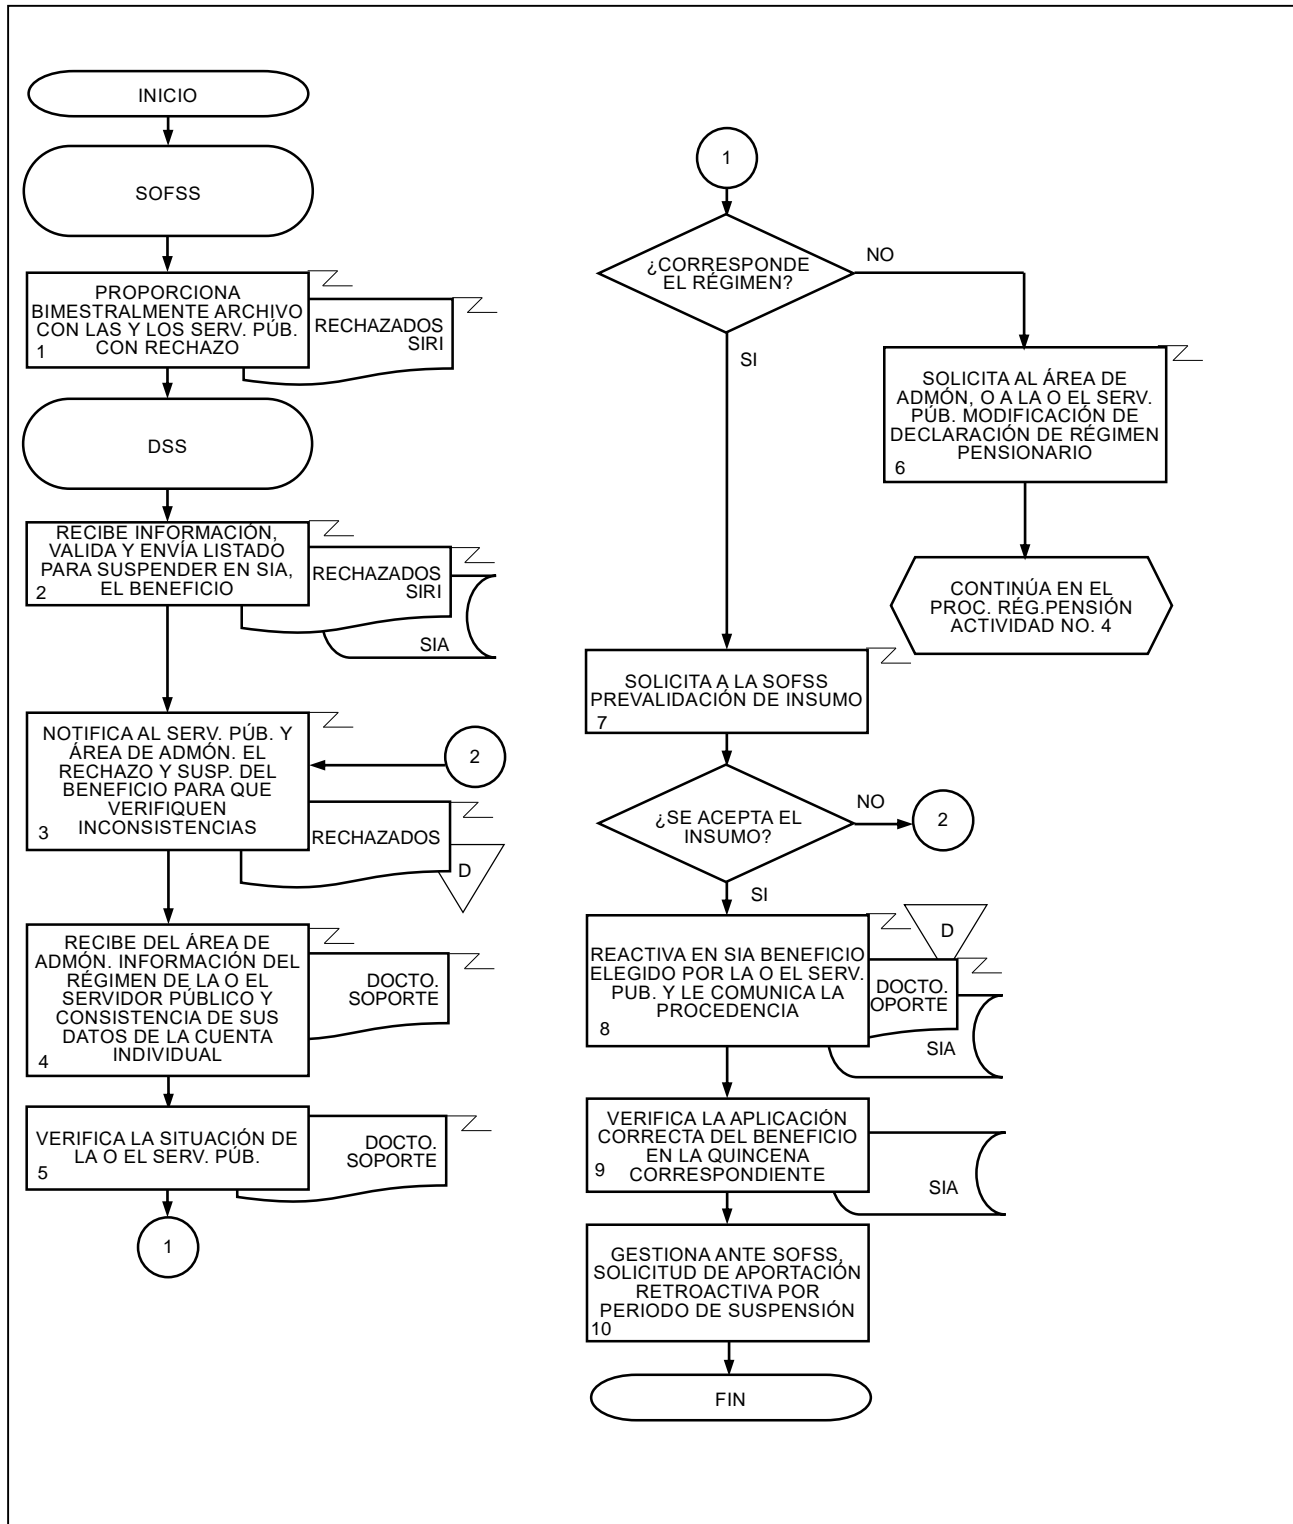 INICIO
SOFSS
PROPORCIONA
BIMESTRALMENTE ARCHIVO
CON LAS Y LOS SERV. PÚB.
CON RECHAZO
1
RECHAZADOS
SIRI
DSS
RECIBE INFORMACIÓN,
VALIDA Y ENVÍA LISTADO
PARA SUSPENDER EN SIA,
EL BENEFICIO
2
RECHAZADOS
SIRI
SIA
NOTIFICA AL SERV. PÚB. Y
ÁREA DE ADMÓN. EL
RECHAZO Y SUSP. DEL
BENEFICIO PARA QUE
VERIFIQUEN
INCONSISTENCIAS
3
2
RECHAZADOS
D
RECIBE DEL ÁREA DE
ADMÓN. INFORMACIÓN DEL
RÉGIMEN DE LA O EL
SERVIDOR PÚBLICO Y
CONSISTENCIA DE SUS
DATOS DE LA CUENTA
INDIVIDUAL
4
DOCTO.
SOPORTE
VERIFICA LA SITUACIÓN DE
LA O EL SERV. PÚB.
5
DOCTO.
SOPORTE
1
1
¿CORRESPONDE
EL RÉGIMEN?
NO
SI
SOLICITA AL ÁREA DE
ADMÓN, O A LA O EL SERV.
PÚB. MODIFICACIÓN DE
DECLARACIÓN DE RÉGIMEN
PENSIONARIO
6
CONTINÚA EN EL
PROC. RÉG.PENSIÓN
ACTIVIDAD NO. 4
SOLICITA A LA SOFSS
PREVALIDACIÓN DE INSUMO
7
¿SE ACEPTA EL
INSUMO?
NO
2
SI
REACTIVA EN SIA BENEFICIO
ELEGIDO POR LA O EL SERV.
PUB. Y LE COMUNICA LA
PROCEDENCIA
8
D
DOCTO.
OPORTE
SIA
VERIFICA LA APLICACIÓN
CORRECTA DEL BENEFICIO
EN LA QUINCENA
CORRESPONDIENTE
9
SIA
GESTIONA ANTE SOFSS,
SOLICITUD DE APORTACIÓN
RETROACTIVA POR
PERIODO DE SUSPENSIÓN
10
FIN